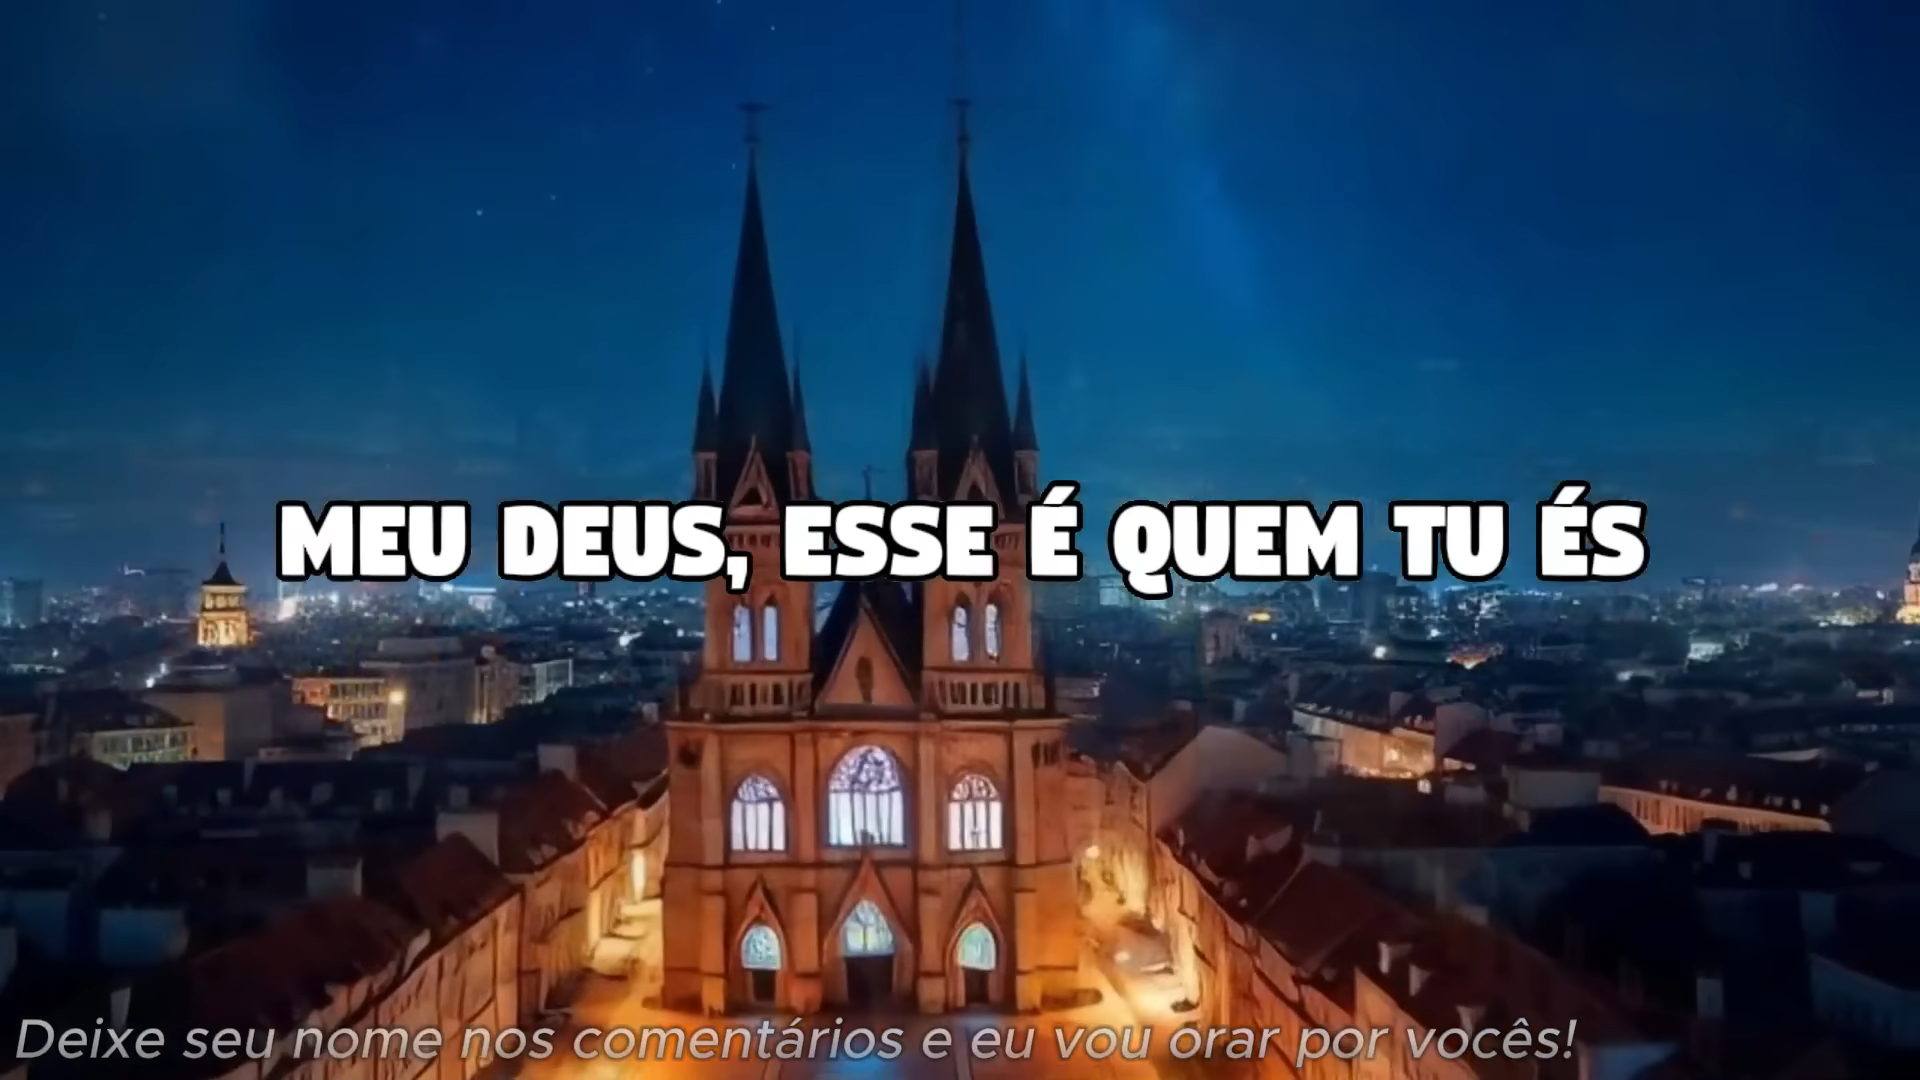 MEU DEUS, ESSE É QUEM TU ÉS
Deixe seu nome nos comentários e eu vou orar por vocês!